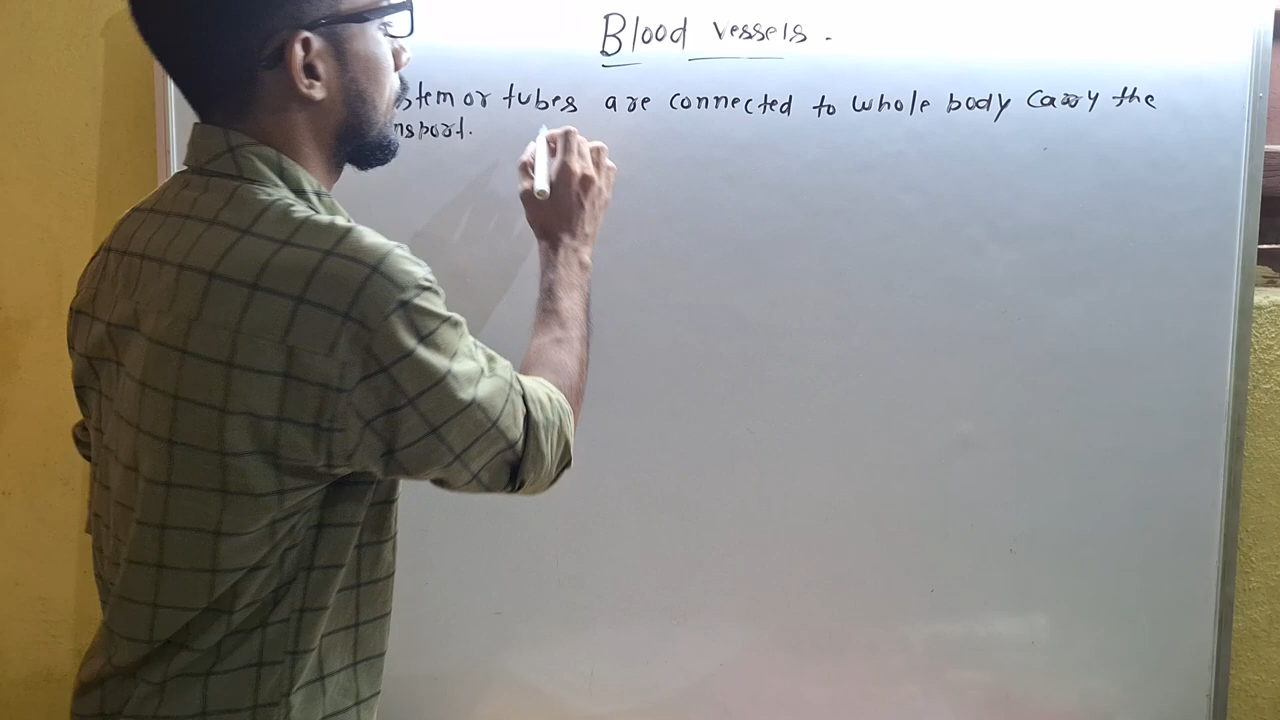 Blood vessels.
stem or tubes are connected to whole body carry the
nsport.